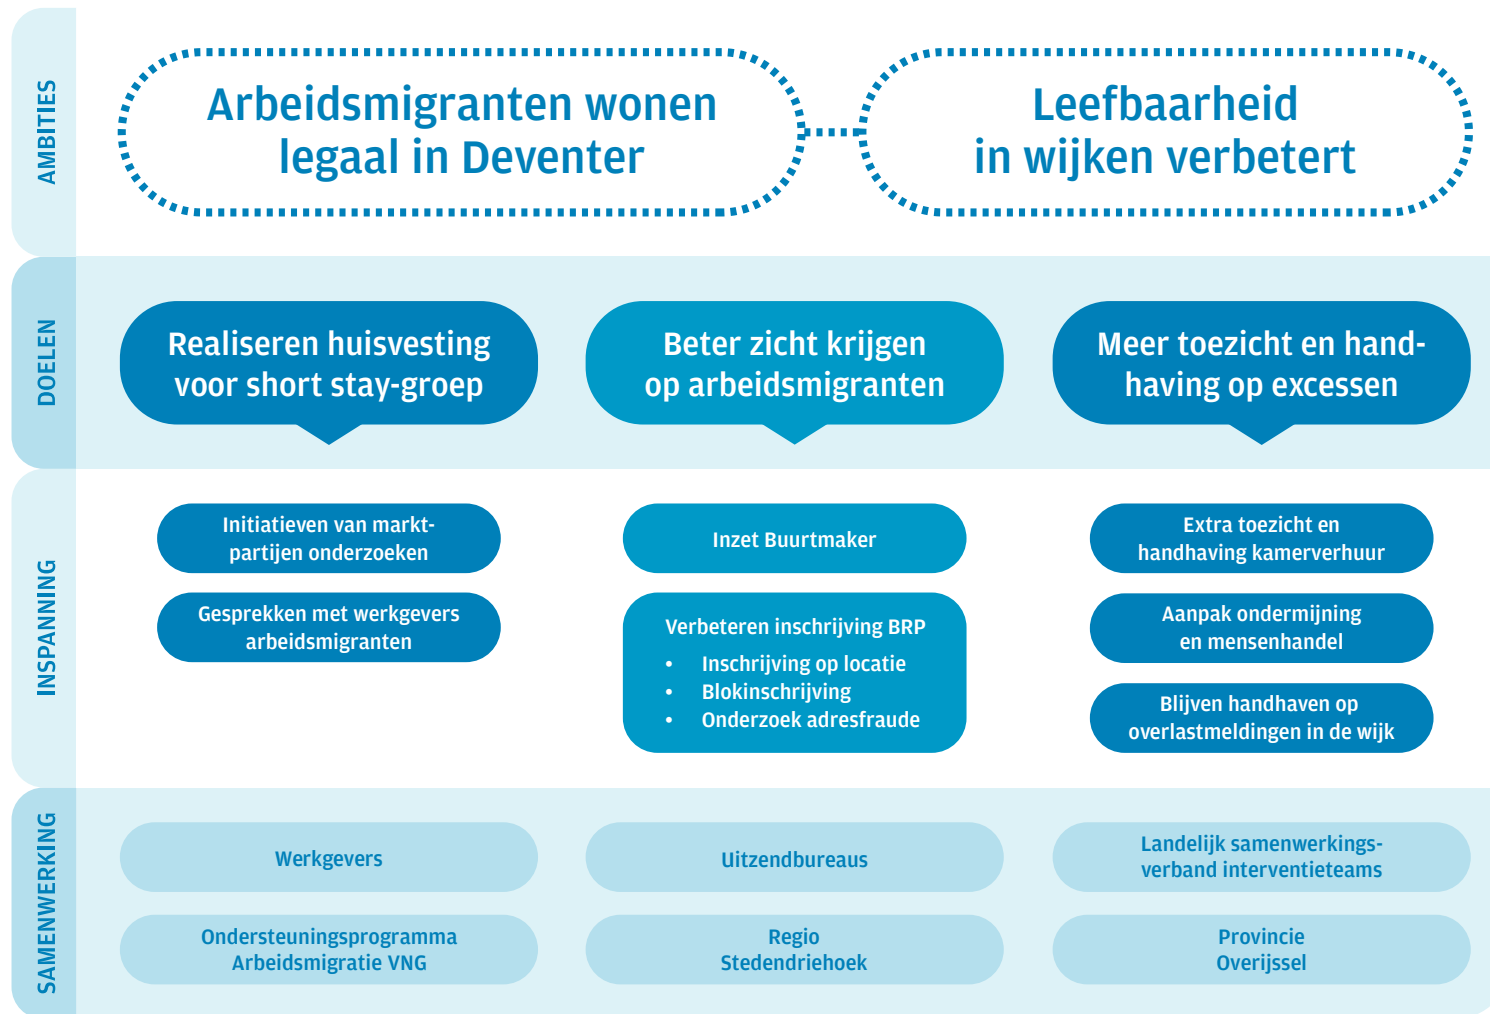 AMBITIES
Arbeidsmigranten wonen
legaal in Deventer
Leefbaarheid
in wijken verbetert
DOELEN
Realiseren huisvesting
voor short stay-groep
Beter zicht krijgen
op arbeidsmigranten
Meer toezicht en hand-
having op excessen
INSPANNING
Initiatieven van markt-
partijen onderzoeken
Gesprekken met werkgevers
arbeidsmigranten
Inzet Buurtmaker
Verbeteren inschrijving BRP
• Inschrijving op locatie
• Blokinschrijving
• Onderzoek adresfraude
Extra toezicht en
handhaving kamerverhuur
Aanpak ondermijning
en mensenhandel
Blijven handhaven op
overlastmeldingen in de wijk
SAMENWERKING
Werkgevers
Uitzendbureaus
Landelijk samenwerkings-
verband interventieteams
Ondersteuningsprogramma
Arbeidsmigratie VNG
Regio
Stedendriehoek
Provincie
Overijssel